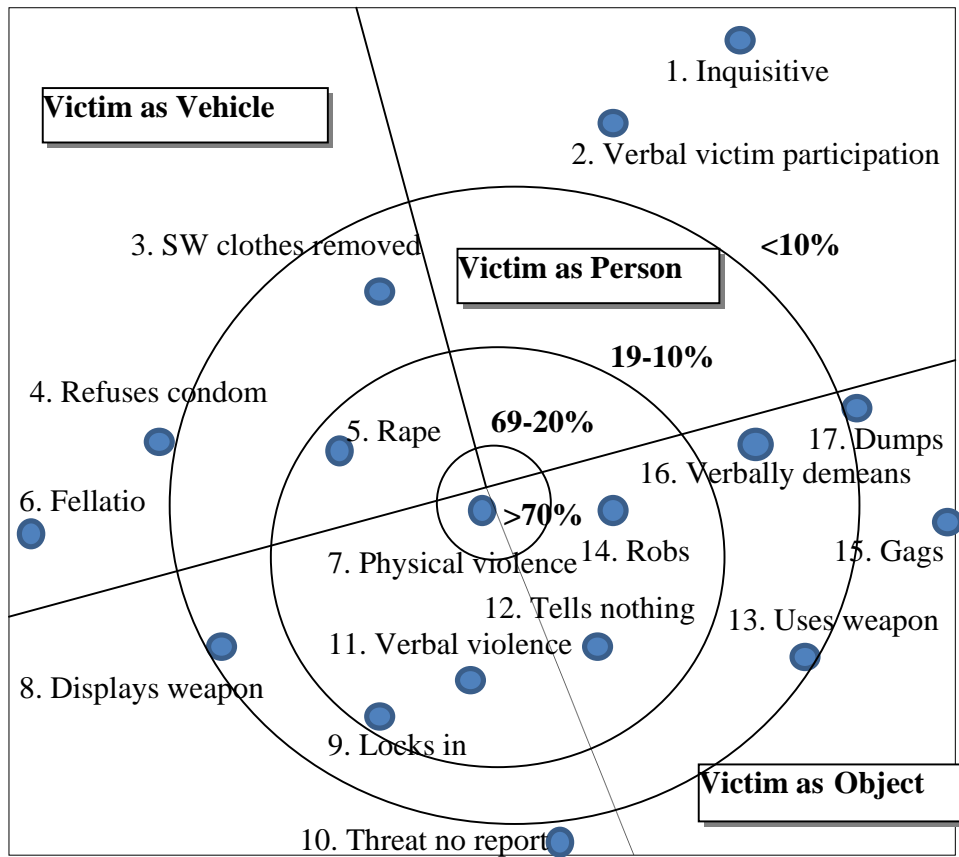 1. Inquisitive
Victim as Vehicle
2. Verbal victim participation
3. SW clothes removed
<10%
Victim as Person
19-10%
4. Refuses condom
69-20%
5. Rape
17. Dumps
16. Verbally demeans
6. Fellatio
>70%
14. Robs
15. Gags
7. Physical violence
12. Tells nothing
13. Uses weapon
11. Verbal violence
8. Displays weapon
9. Locks in
Victim as Object
10. Threat no report